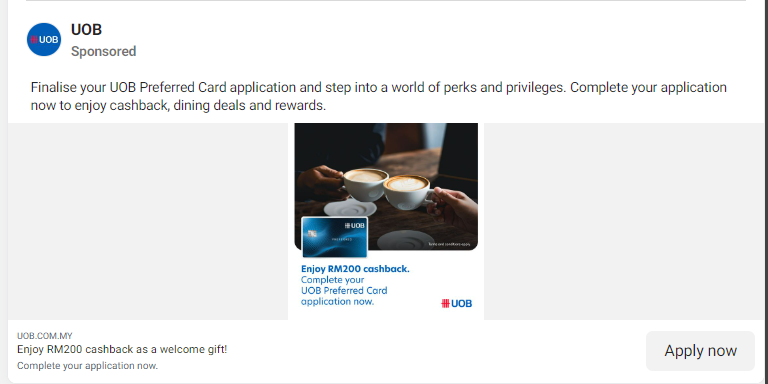 UOB
UOB
Sponsored
Finalise your UOB Preferred Card application and step into a world of perks and privileges. Complete your application
now to enjoy cashback, dining deals and rewards.
UOB
Terms and conditions apply.
Enjoy RM200 cashback.
Complete your
UOB Preferred Card
application now.
UOB
UOB.COM.MY
Enjoy RM200 cashback as a welcome gift!
Complete your application now.
Apply now